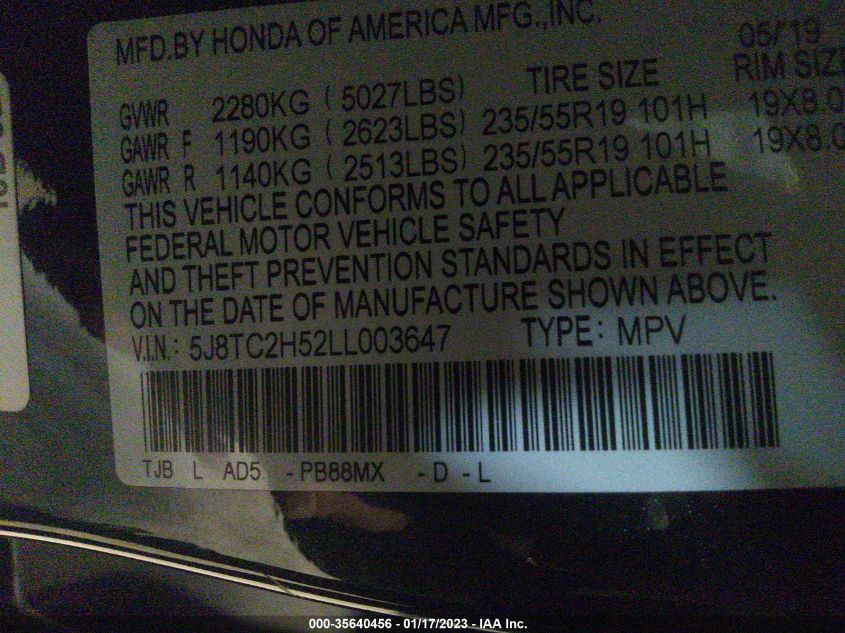 MFD.BY HONDA OF AMERICA MFG.,INC. 05/19
TIRE SIZE RIM SIZE
GVWR 2280KG ( 5027LBS)
GAWR F 1190KG ( 2623LBS) 235/55R19 101H 19X8.0
GAWR R 1140KG ( 2513LBS) 235/55R19 101H 19X8.0
THIS VEHICLE CONFORMS TO ALL APPLICABLE
FEDERAL MOTOR VEHICLE SAFETY
AND THEFT PREVENTION STANDARDS IN EFFECT
ON THE DATE OF MANUFACTURE SHOWN ABOVE.
V.I.N.: 5J8TC2H52LL003647 TYPE: MPV
TJB L AD5 -PB88MX -D-L
000-35640456 - 01/17/2023 - IAA Inc.